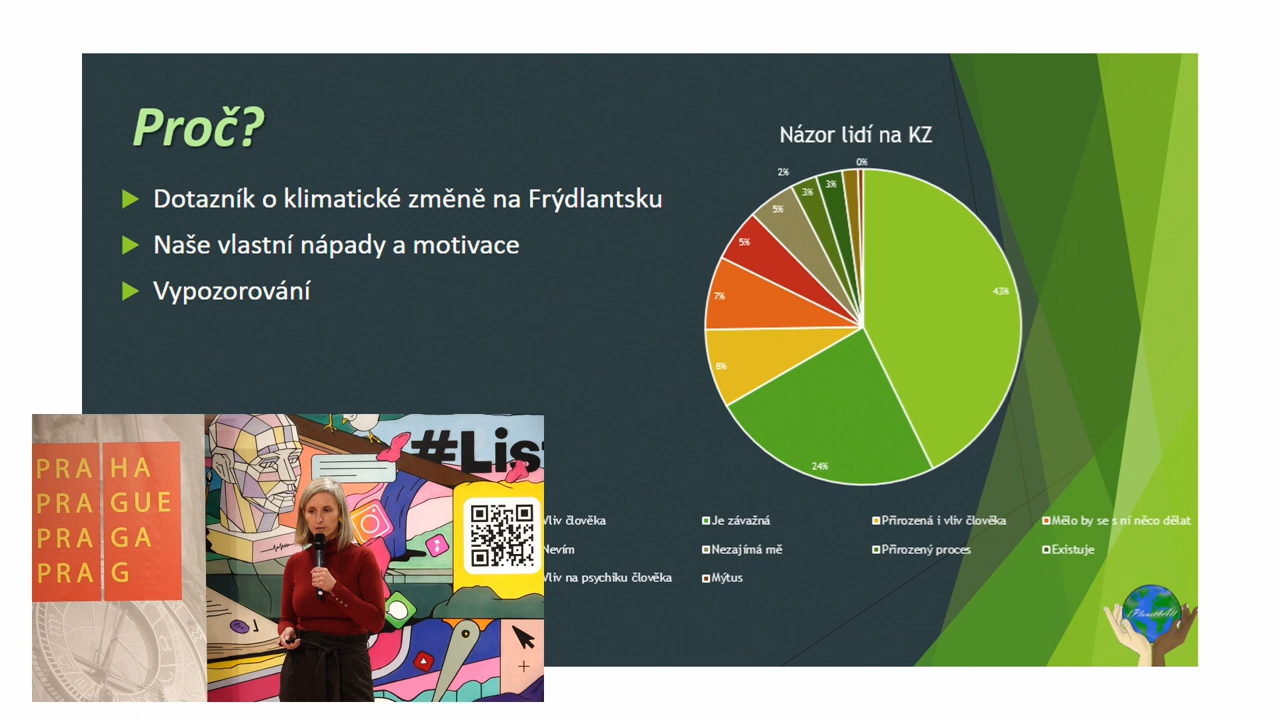 Proč?
Dotazník o klimatické změně na Frýdlantsku
Naše vlastní nápady a motivace
Vypozorování
Názor lidí na KZ
0%
2%
3%
3%
5%
5%
7%
8%
24%
43%
Vliv člověka
Je závažná
Přirozená i vliv člověka
Mělo by se s ní něco dělat
Nevím
Nezajímá mě
Přirozený proces
Existuje
Vliv na psychiku člověka
Mýtus
PRA HA
PRA GUE
PRA GA
PRA G
#Lis